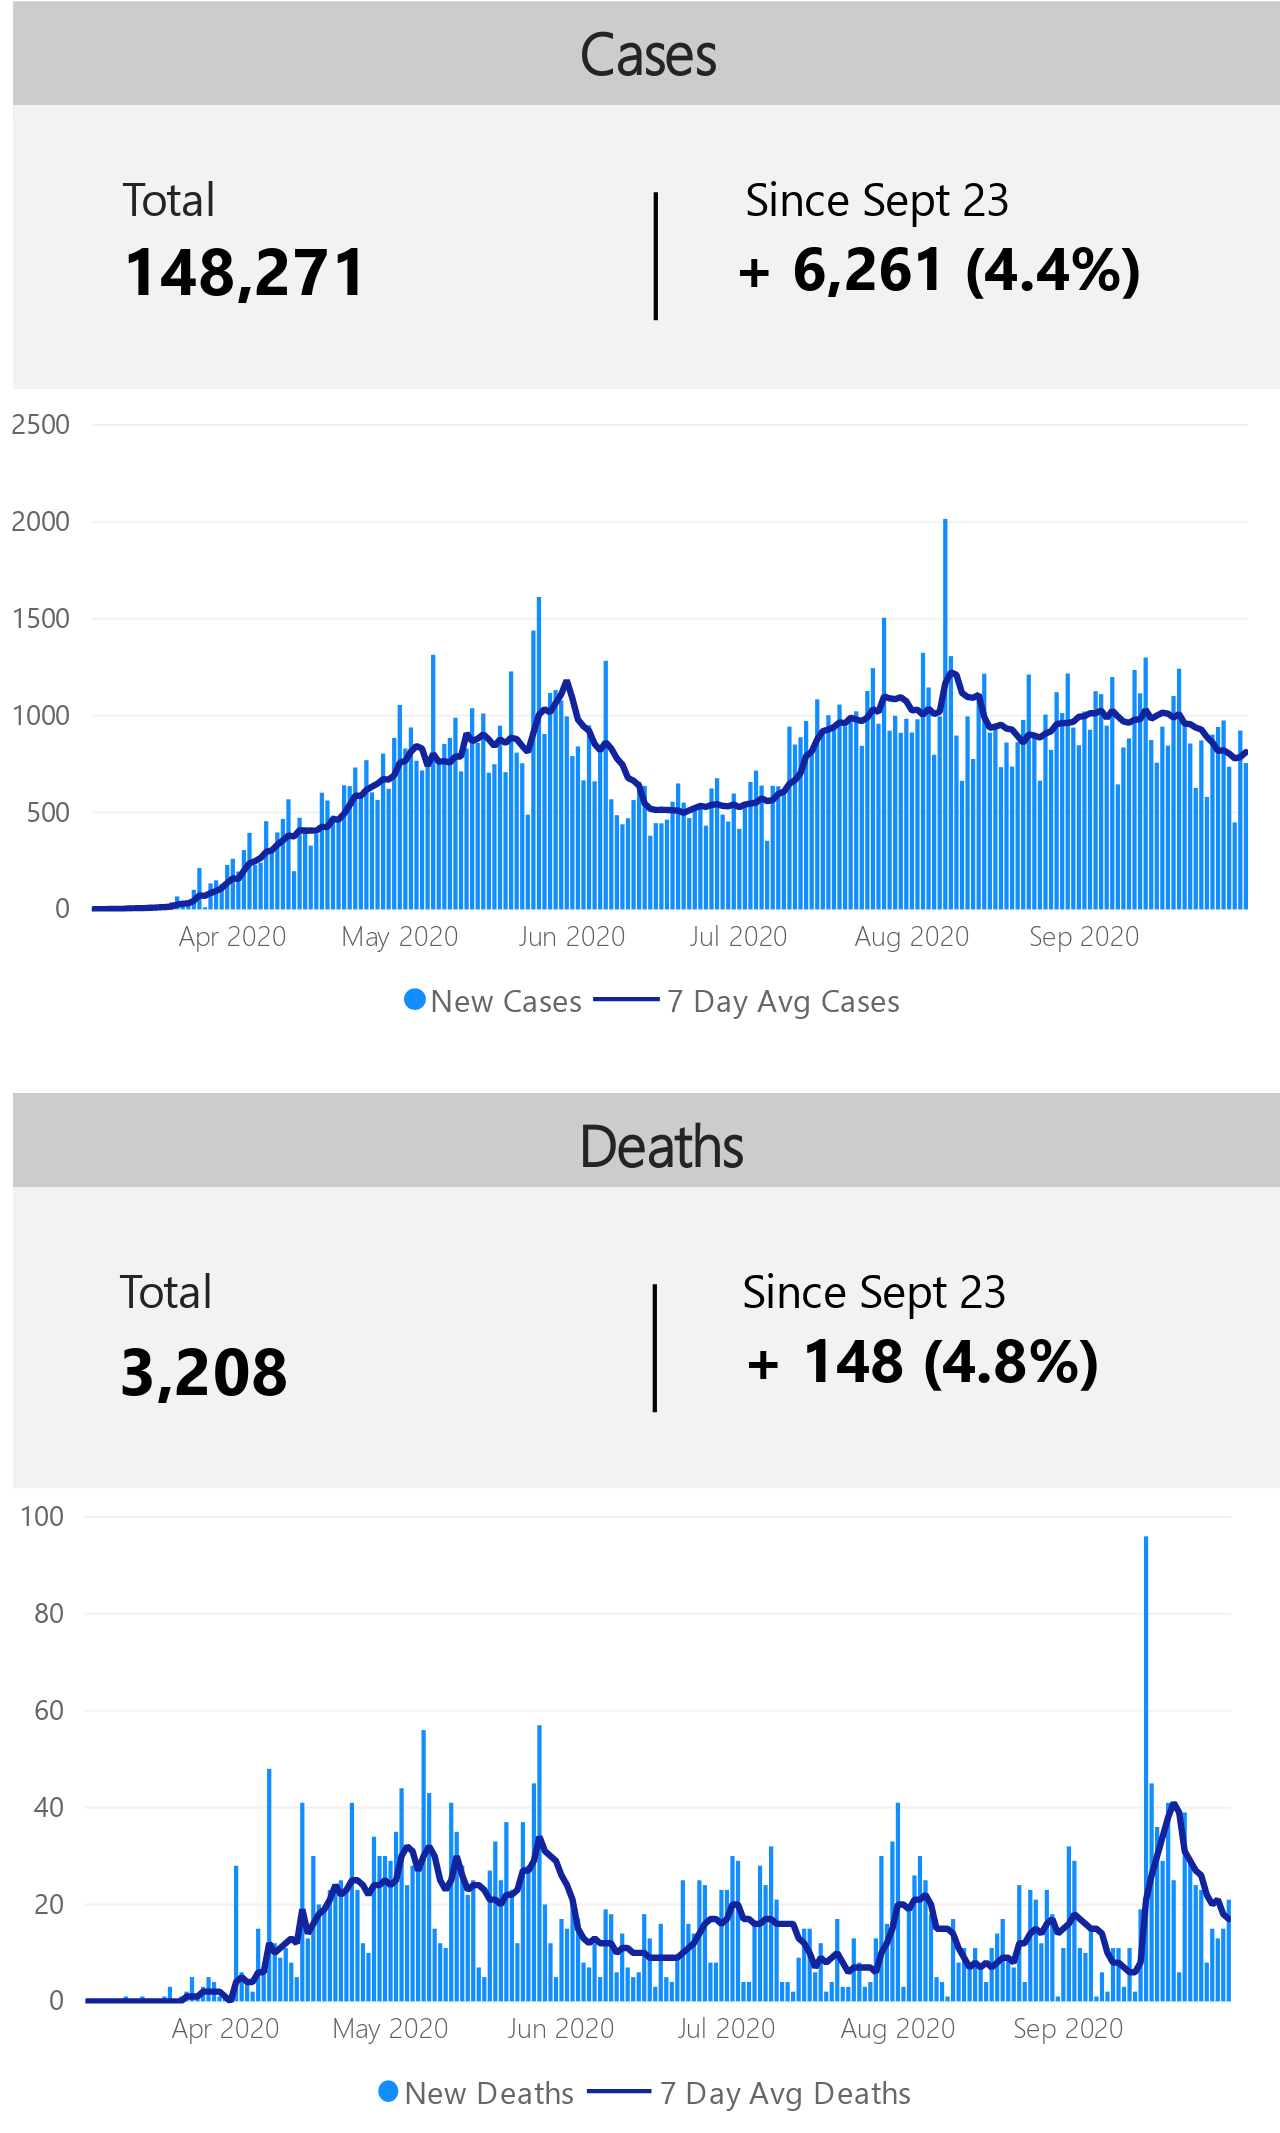 Cases
Total
Since Sept 23
148,271
+ 6,261 (4.4%)
2500
2000
1500
1000
500
0
Apr 2020 May 2020 Jun 2020 Jul 2020 Aug 2020 Sep 2020
New Cases 7 Day Avg Cases
Deaths
Total
Since Sept 23
3,208
+ 148 (4.8%)
100
80
60
40
20
0
Apr 2020 May 2020 Jun 2020 Jul 2020 Aug 2020 Sep 2020
New Deaths 7 Day Avg Deaths